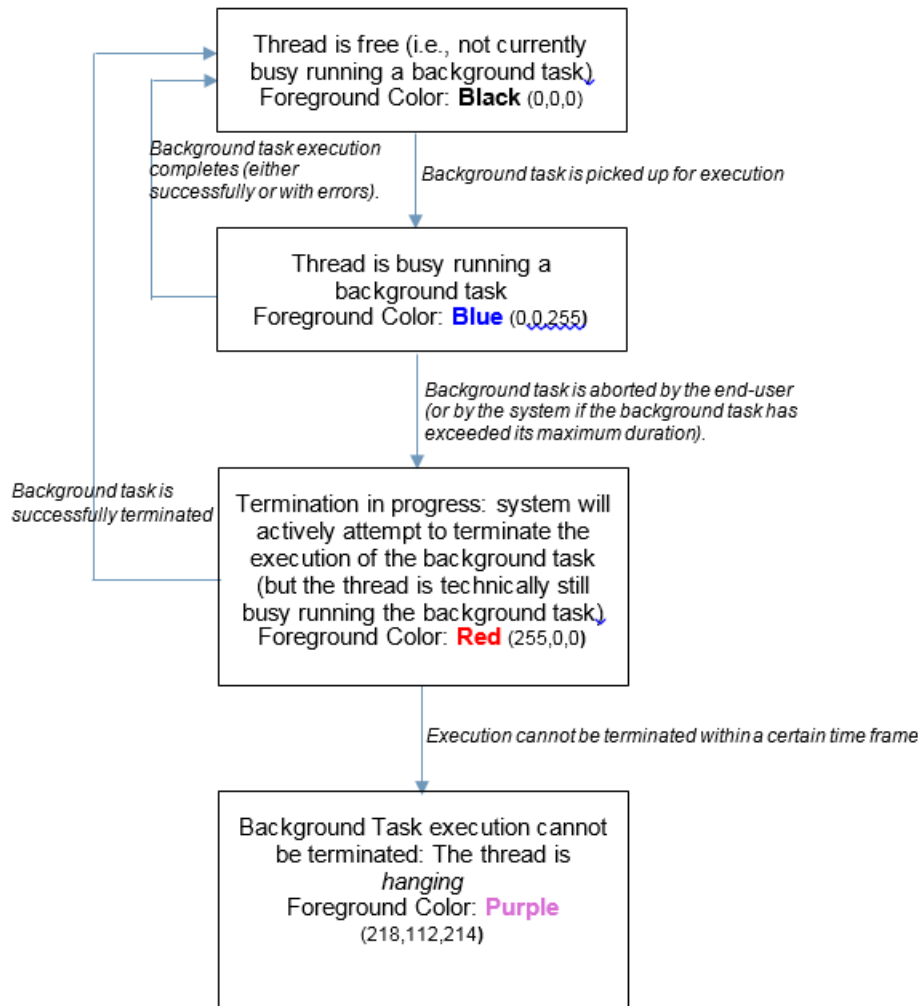 Thread is free (i.e., not currently
busy running a background task)
Foreground Color: Black (0,0,0)
Background task execution
completes (either
successfully or with errors).
Background task is picked up for execution
Thread is busy running a
background task
Foreground Color: Blue (0,0,255)
Background task is aborted by the end-user
(or by the system if the background task has
exceeded its maximum duration).
Background task is
successfully terminated
Termination in progress: system will
actively attempt to terminate the
execution of the background task
(but the thread is technically still
busy running the background task)
Foreground Color: Red (255,0,0)
Execution cannot be terminated within a certain time frame
Background Task execution cannot
be terminated: The thread is
hanging
Foreground Color: Purple
(218,112,214)